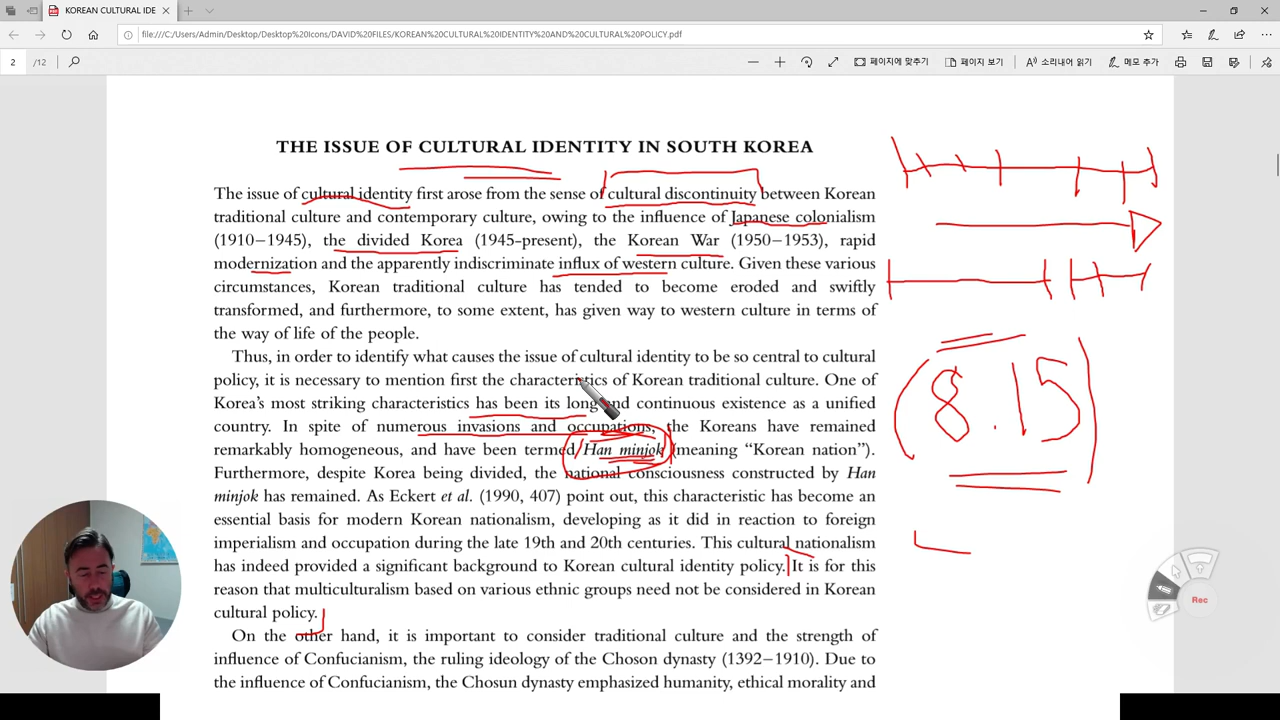 KOREAN CULTURAL IDE
file:///C:/Users/Admin/Desktop/Desktop%20Icons/DAVID%20FILES/KOREAN%20CULTURAL%20IDENTITY%20AND%20CULTURAL%20POLICY.pdf
2 /12 페이지에 맞추기 페이지 보기 소리내어 읽기 메모 추가
THE ISSUE OF CULTURAL IDENTITY IN SOUTH KOREA
The issue of cultural identity first arose from the sense of cultural discontinuity between Korean
traditional culture and contemporary culture, owing to the influence of Japanese colonialism
(1910–1945), the divided Korea (1945-present), the Korean War (1950–1953), rapid
modernization and the apparently indiscriminate influx of western culture. Given these various
circumstances, Korean traditional culture has tended to become eroded and swiftly
transformed, and furthermore, to some extent, has given way to western culture in terms of
the way of life of the people.
Thus, in order to identify what causes the issue of cultural identity to be so central to cultural
policy, it is necessary to mention first the characteristics of Korean traditional culture. One of
Korea's most striking characteristics has been its long and continuous existence as a unified
country. In spite of numerous invasions and occupations, the Koreans have remained
remarkably homogeneous, and have been termed Han minjok (meaning "Korean nation").
Furthermore, despite Korea being divided, the national consciousness constructed by Han
minjok has remained. As Eckert et al. (1990, 407) point out, this characteristic has become an
essential basis for modern Korean nationalism, developing as it did in reaction to foreign
imperialism and occupation during the late 19th and 20th centuries. This cultural nationalism
has indeed provided a significant background to Korean cultural identity policy. It is for this
reason that multiculturalism based on various ethnic groups need not be considered in Korean
cultural policy.
On the other hand, it is important to consider traditional culture and the strength of
influence of Confucianism, the ruling ideology of the Choson dynasty (1392–1910). Due to
the influence of Confucianism, the Chosun dynasty emphasized humanity, ethical morality and
(8.15)
Rec